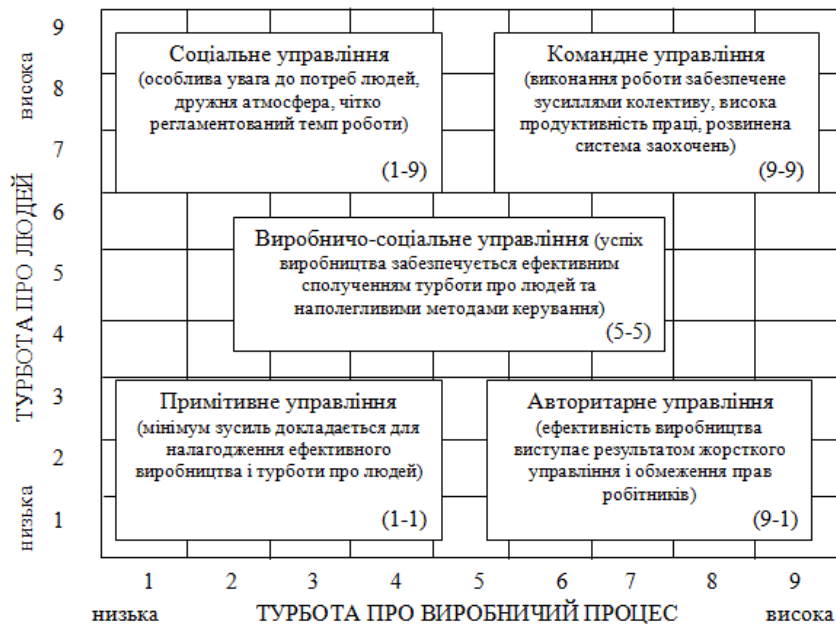 9
8
7
6
5
4
3
2
1
висока
ТУРБОТА ПРО ЛЮДЕЙ
низька
Соціальне управління
(особлива увага до потреб людей,
дружня атмосфера, чітко
регламентований темп роботи)
(1-9)
Командне управління
(виконання роботи забезпечене
зусиллями колективу, висока
продуктивність праці, розвинена
система заохочень)
(9-9)
Виробничо-соціальне управління (успіх
виробництва забезпечується ефективним
сполученням турботи про людей та
наполегливими методами керування)
(5-5)
Примітивне управління
(мінімум зусиль докладається для
налагодження ефективного
виробництва і турботи про людей)
(1-1)
Авторитарне управління
(ефективність виробництва
виступає результатом жорсткого
управління і обмеження прав
робітників)
(9-1)
1 2 3 4 5 6 7 8 9
низька ТУРБОТА ПРО ВИРОБНИЧИЙ ПРОЦЕС висока